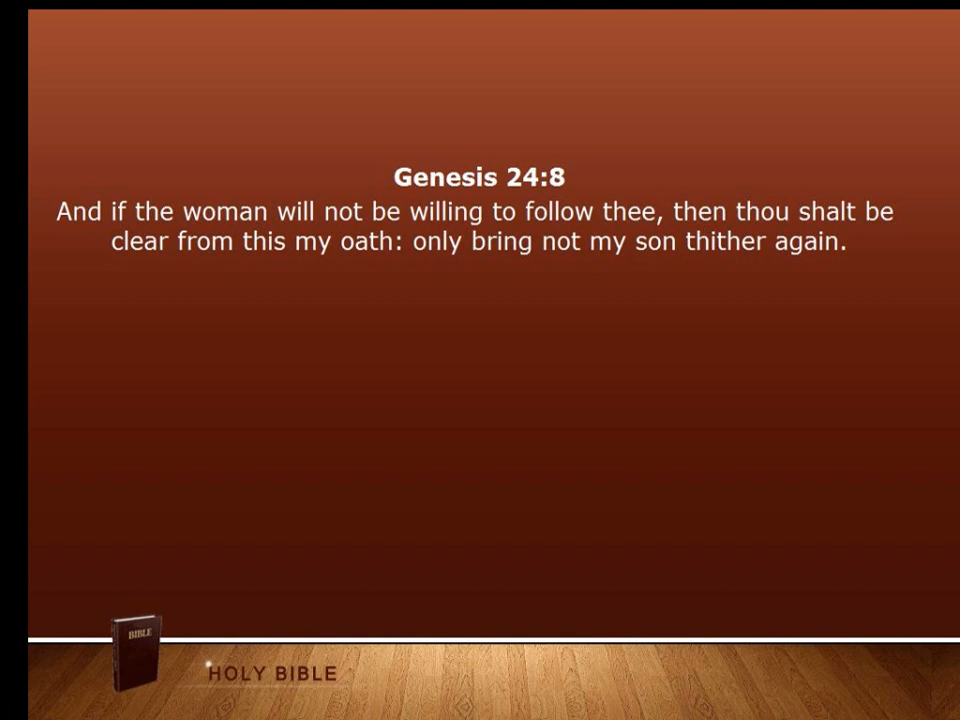 Genesis 24:8
And if the woman will not be willing to follow thee, then thou shalt be
clear from this my oath: only bring not my son thither again.
BIBLE
HOLY BIBLE